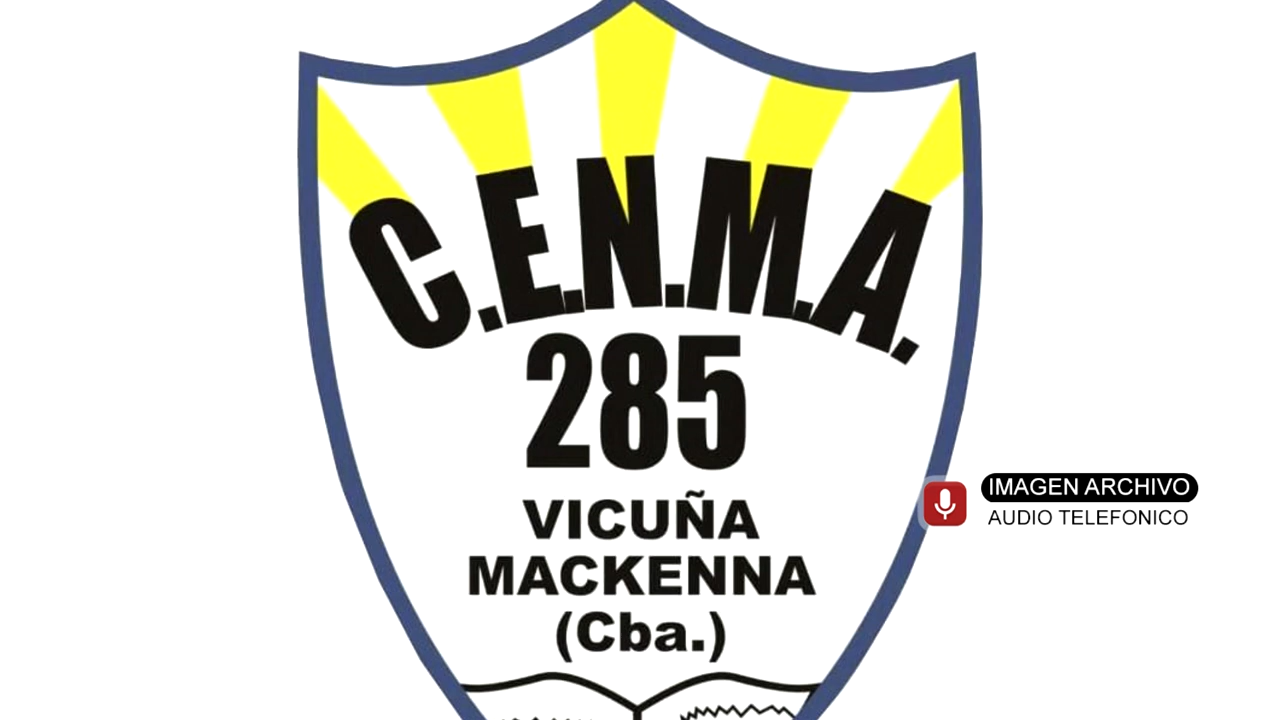 C.E.N.M.A.
285
VICUÑA
MACKENNA
(Cba.)
IMAGEN ARCHIVO
AUDIO TELEFONICO